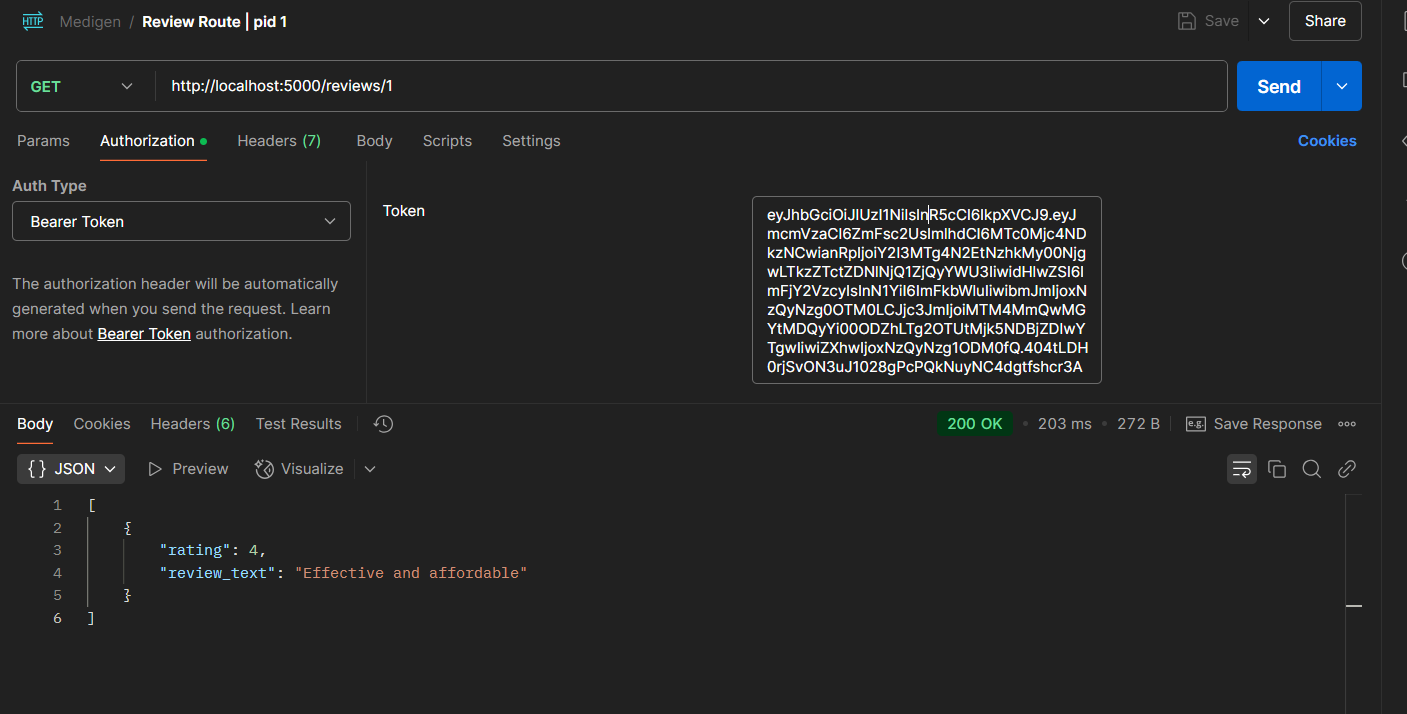 HTTP Medigen / Review Route | pid 1 Save Share
GET http://localhost:5000/reviews/1 Send
Params Authorization Headers (7) Body Scripts Settings Cookies
Auth Type
Bearer Token
The authorization header will be automatically
generated when you send the request. Learn
more about Bearer Token authorization.
Token
Body Cookies Headers (6) Test Results 200 OK 203 ms 272 B e.g. Save Response
{} JSON Preview Visualize
1 [
2 {
3 "rating": 4,
4 "review_text": "Effective and affordable"
5 }
6 ]